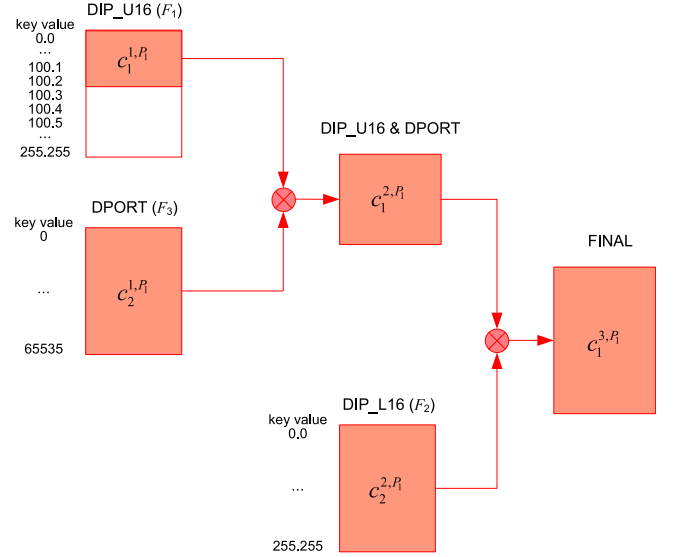 DIP_U16 (F₁)
key value
0.0
...
100.1
100.2
100.3
100.4
100.5
...
255.255
c₁^{1,P₁}
DIP_U16 & DPORT
c₁^{2,P₁}
DPORT (F₃)
key value
0
...
65535
c₂^{1,P₁}
FINAL
c₁^{3,P₁}
DIP_L16 (F₂)
key value
0.0
...
255.255
c₂^{2,P₁}